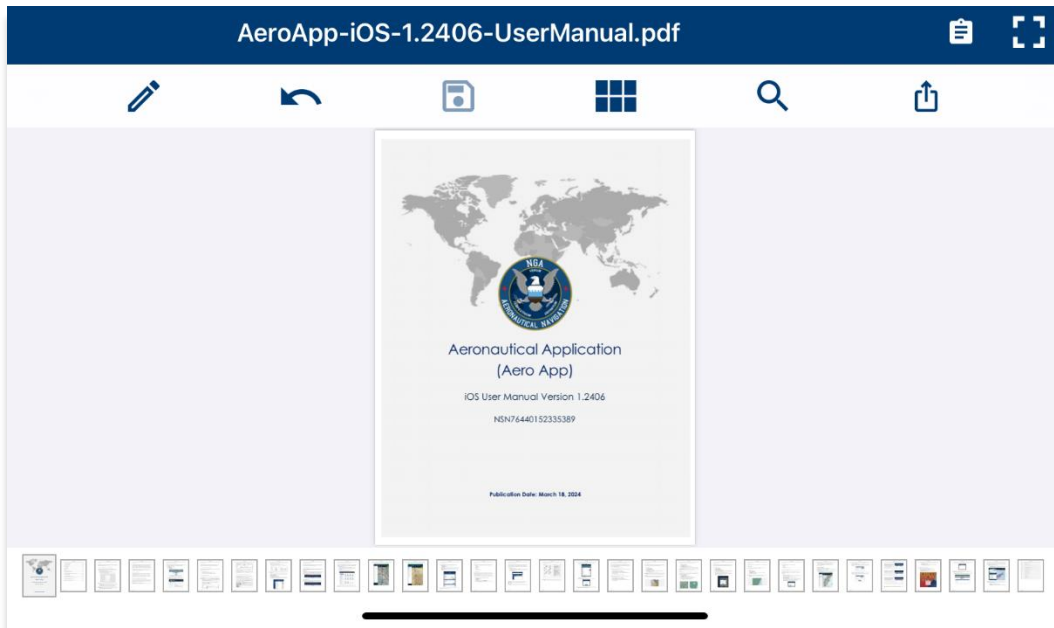 AeroApp-iOS-1.2406-UserManual.pdf
NGA
AERONAUTICAL NAVIGATION
Aeronautical Application
(Aero App)
iOS User Manual Version 1.2406
NSN7644015233538​9
Publication Date: March 18, 2024